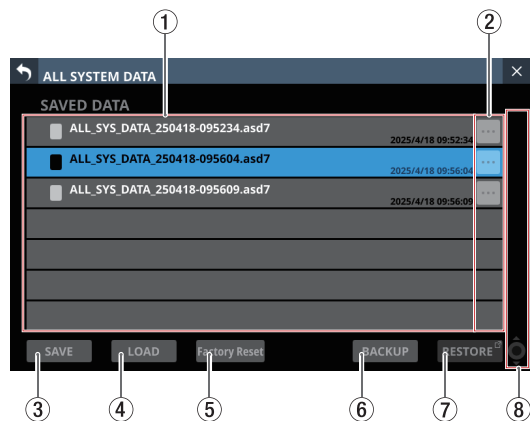 ① ②
ALL SYSTEM DATA
SAVED DATA
ALL_SYS_DATA_250418-095234.asd7
2025/4/18 09:52:34
ALL_SYS_DATA_250418-095604.asd7
2025/4/18 09:56:04
ALL_SYS_DATA_250418-095609.asd7
2025/4/18 09:56:09
SAVE LOAD Factory Reset BACKUP RESTORE
③ ④ ⑤ ⑥ ⑦ ⑧